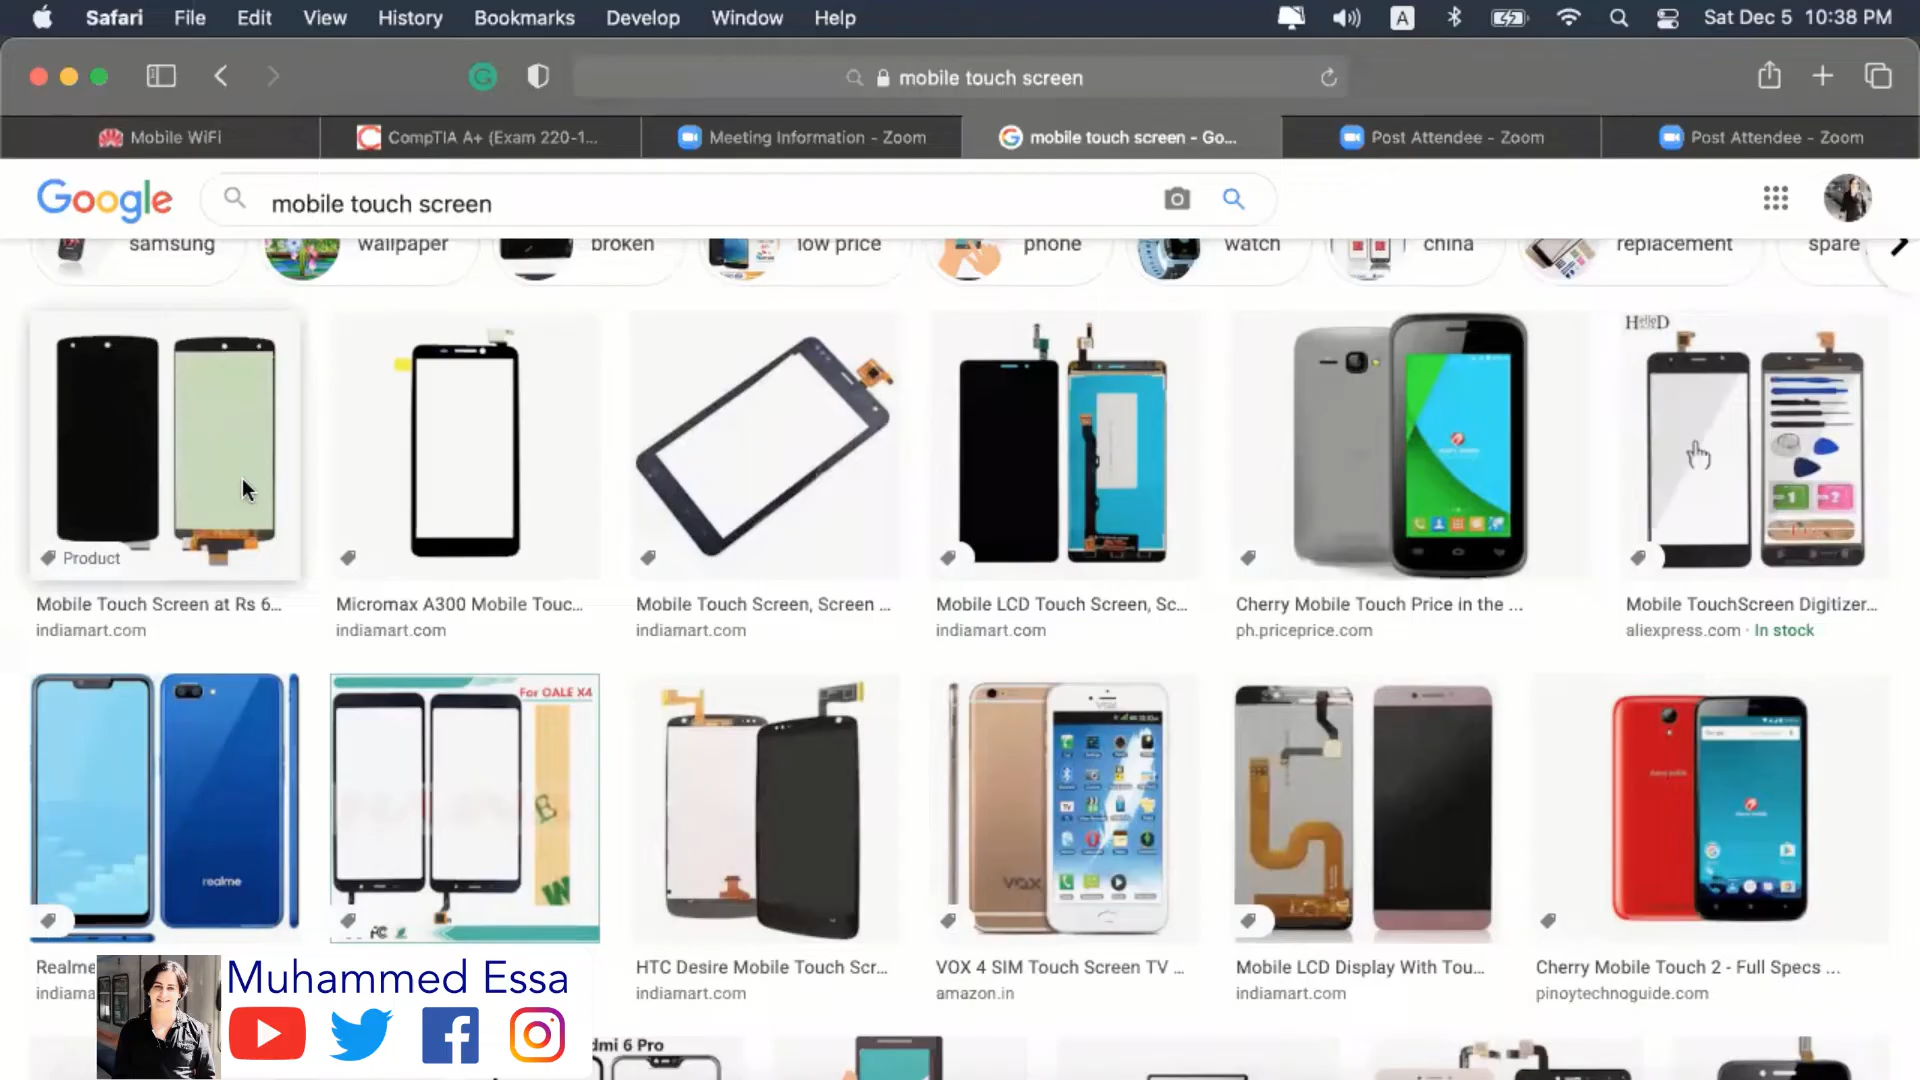 Safari File Edit View History Bookmarks Develop Window Help
A
Sat Dec 5 10:38 PM
mobile touch screen
Mobile WiFi
CompTIA A+ (Exam 220-1...
Meeting Information - Zoom
mobile touch screen - Go...
Post Attendee - Zoom
Post Attendee - Zoom
Google
mobile touch screen
samsung
wallpaper
broken
low price
phone
watch
china
replacement
spare
HelloD
Product
1
2
Mobile Touch Screen at Rs 6...
indiamart.com
Micromax A300 Mobile Touc...
indiamart.com
Mobile Touch Screen, Screen ...
indiamart.com
Mobile LCD Touch Screen, Sc...
indiamart.com
Cherry Mobile Touch Price in the ...
ph.priceprice.com
Mobile TouchScreen Digitizer...
aliexpress.com · In stock
realme
For OALE X4
VOX
VOX
Realme
indiama
HTC Desire Mobile Touch Scr...
indiamart.com
VOX 4 SIM Touch Screen TV ...
amazon.in
Mobile LCD Display With Tou...
indiamart.com
Cherry Mobile Touch 2 - Full Specs ...
pinoytechnoguide.com
Muhammed Essa
dmi 6 Pro